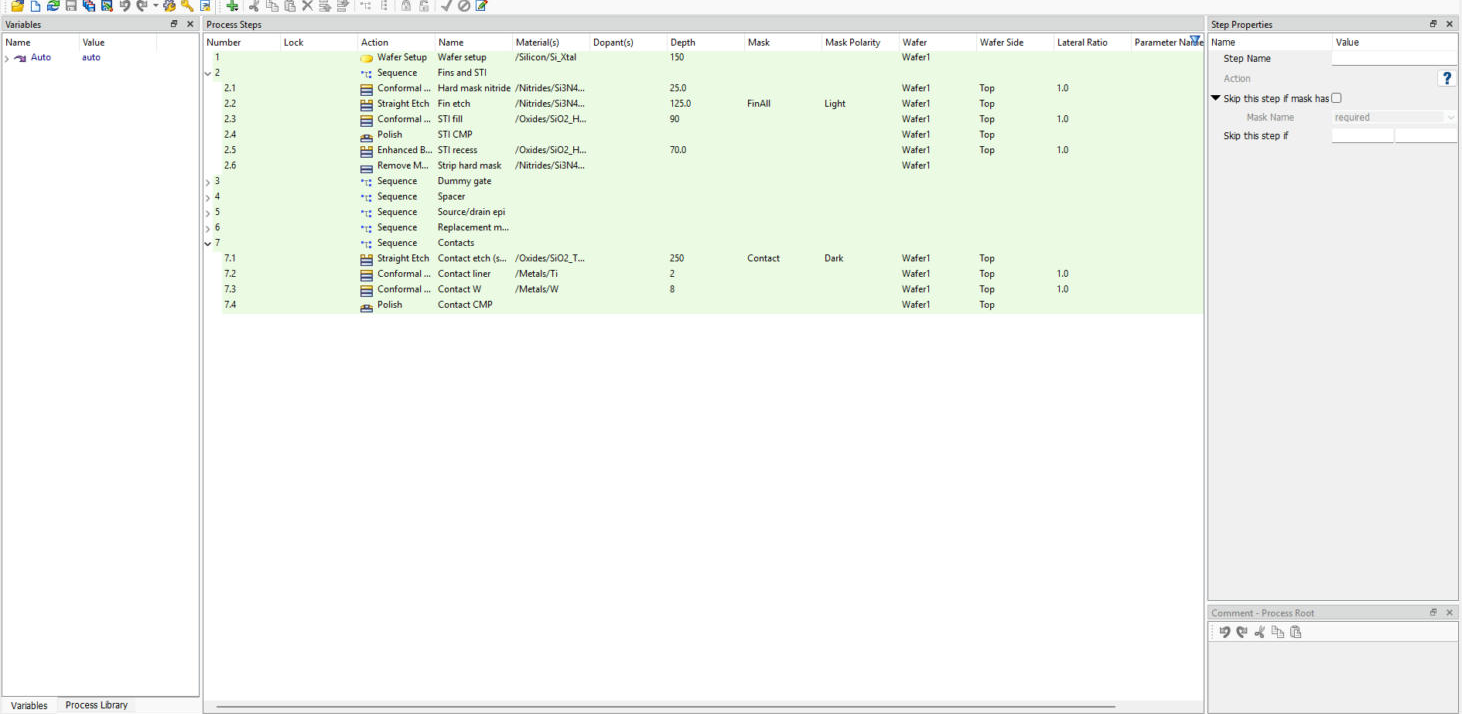 Variables
Name Value
Auto auto
Variables Process Library
Process Steps
Number Lock Action Name Material(s) Dopant(s) Depth Mask Mask Polarity Wafer Wafer Side Lateral Ratio Parameter Name
1 Wafer Setup Wafer setup /Silicon/Si_Xtal 150 Wafer1
2 Sequence Fins and STI
2.1 Conformal ... Hard mask nitride /Nitrides/Si3N4... 25.0 Wafer1 Top 1.0
2.2 Straight Etch Fin etch /Nitrides/Si3N4... 125.0 FinAll Light Wafer1 Top
2.3 Conformal ... STI fill /Oxides/SiO2_H... 90 Wafer1 Top 1.0
2.4 Polish STI CMP Wafer1 Top
2.5 Enhanced B... STI recess /Oxides/SiO2_H... 70.0 Wafer1 Top 1.0
2.6 Remove M... Strip hard mask /Nitrides/Si3N4... Wafer1
3 Sequence Dummy gate
4 Sequence Spacer
5 Sequence Source/drain epi
6 Sequence Replacement m...
7 Sequence Contacts
7.1 Straight Etch Contact etch (s... /Oxides/SiO2_T... 250 Contact Dark Wafer1 Top
7.2 Conformal ... Contact liner /Metals/Ti 2 Wafer1 Top 1.0
7.3 Conformal ... Contact W /Metals/W 8 Wafer1 Top 1.0
7.4 Polish Contact CMP Wafer1 Top
Step Properties
Name Value
Step Name
Action ?
Skip this step if mask has
Mask Name required
Skip this step if
Comment - Process Root